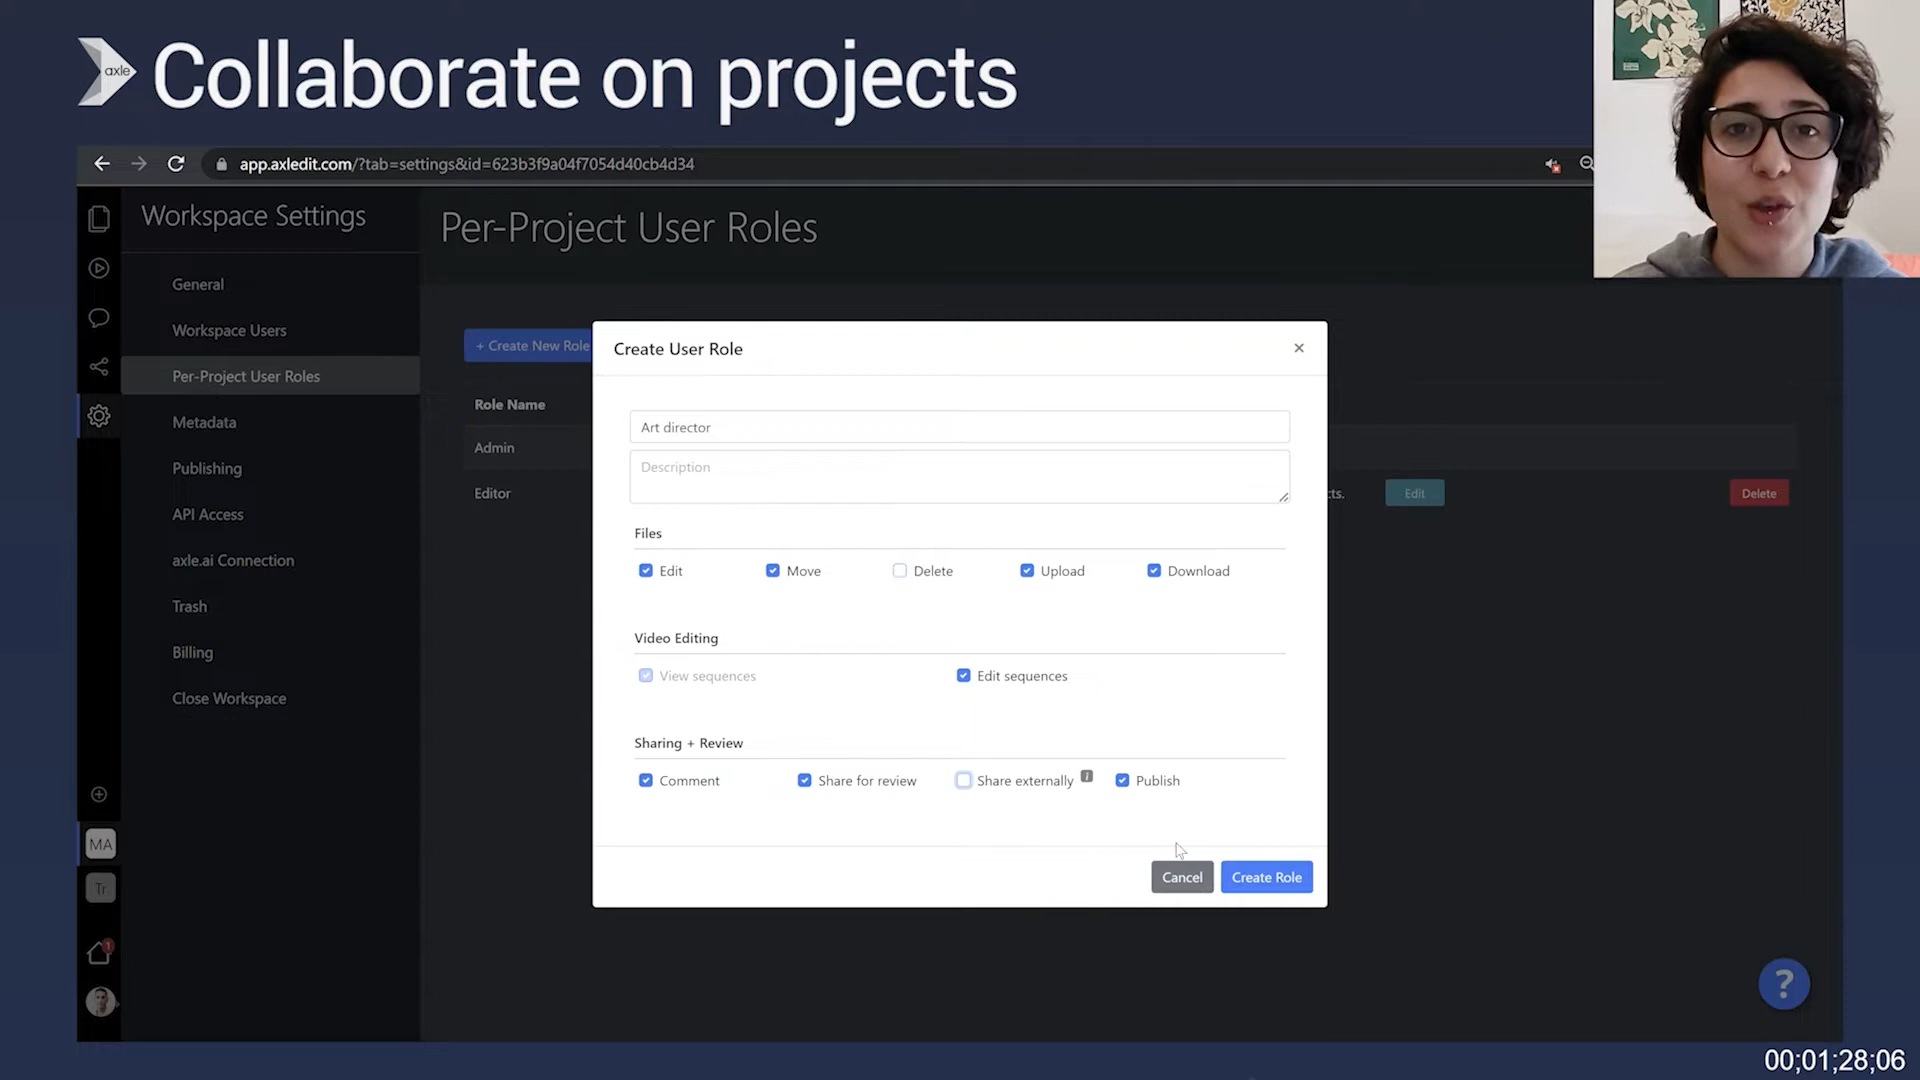 axle
Collaborate on projects
app.axledit.com/?tab=settings&id=623b3f9a04f7054d40cb4d34
Workspace Settings
General
Workspace Users
Per-Project User Roles
Metadata
Publishing
API Access
axle.ai Connection
Trash
Billing
Close Workspace
MA
Tr
1
Per-Project User Roles
+ Create New Role
Role Name
Admin
Editor
cts.
Edit
Delete
Create User Role
×
Art director
Description
Files
Edit Move Delete Upload Download
Video Editing
View sequences Edit sequences
Sharing + Review
Comment Share for review Share externally i Publish
Cancel Create Role
?
00;01;28;06